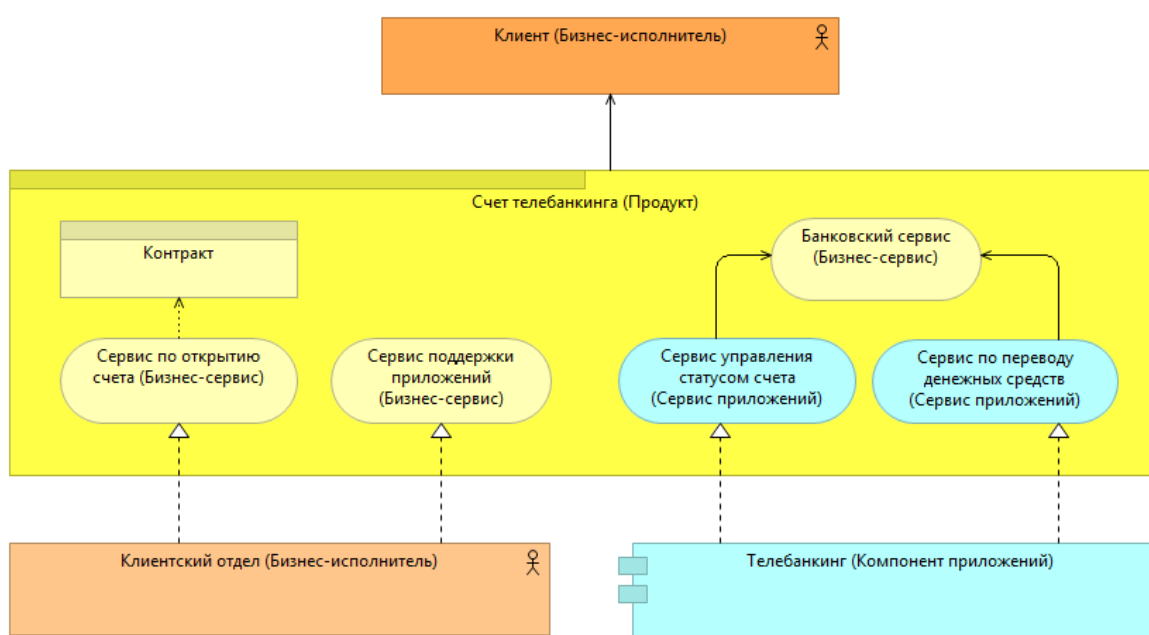 Клиент (Бизнес-исполнитель)
Счет телебанкинга (Продукт)
Контракт
Банковский сервис
(Бизнес-сервис)
Сервис по открытию
счета (Бизнес-сервис)
Сервис поддержки
приложений
(Бизнес-сервис)
Сервис управления
статусом счета
(Сервис приложений)
Сервис по переводу
денежных средств
(Сервис приложений)
Клиентский отдел (Бизнес-исполнитель)
Телебанкинг (Компонент приложений)